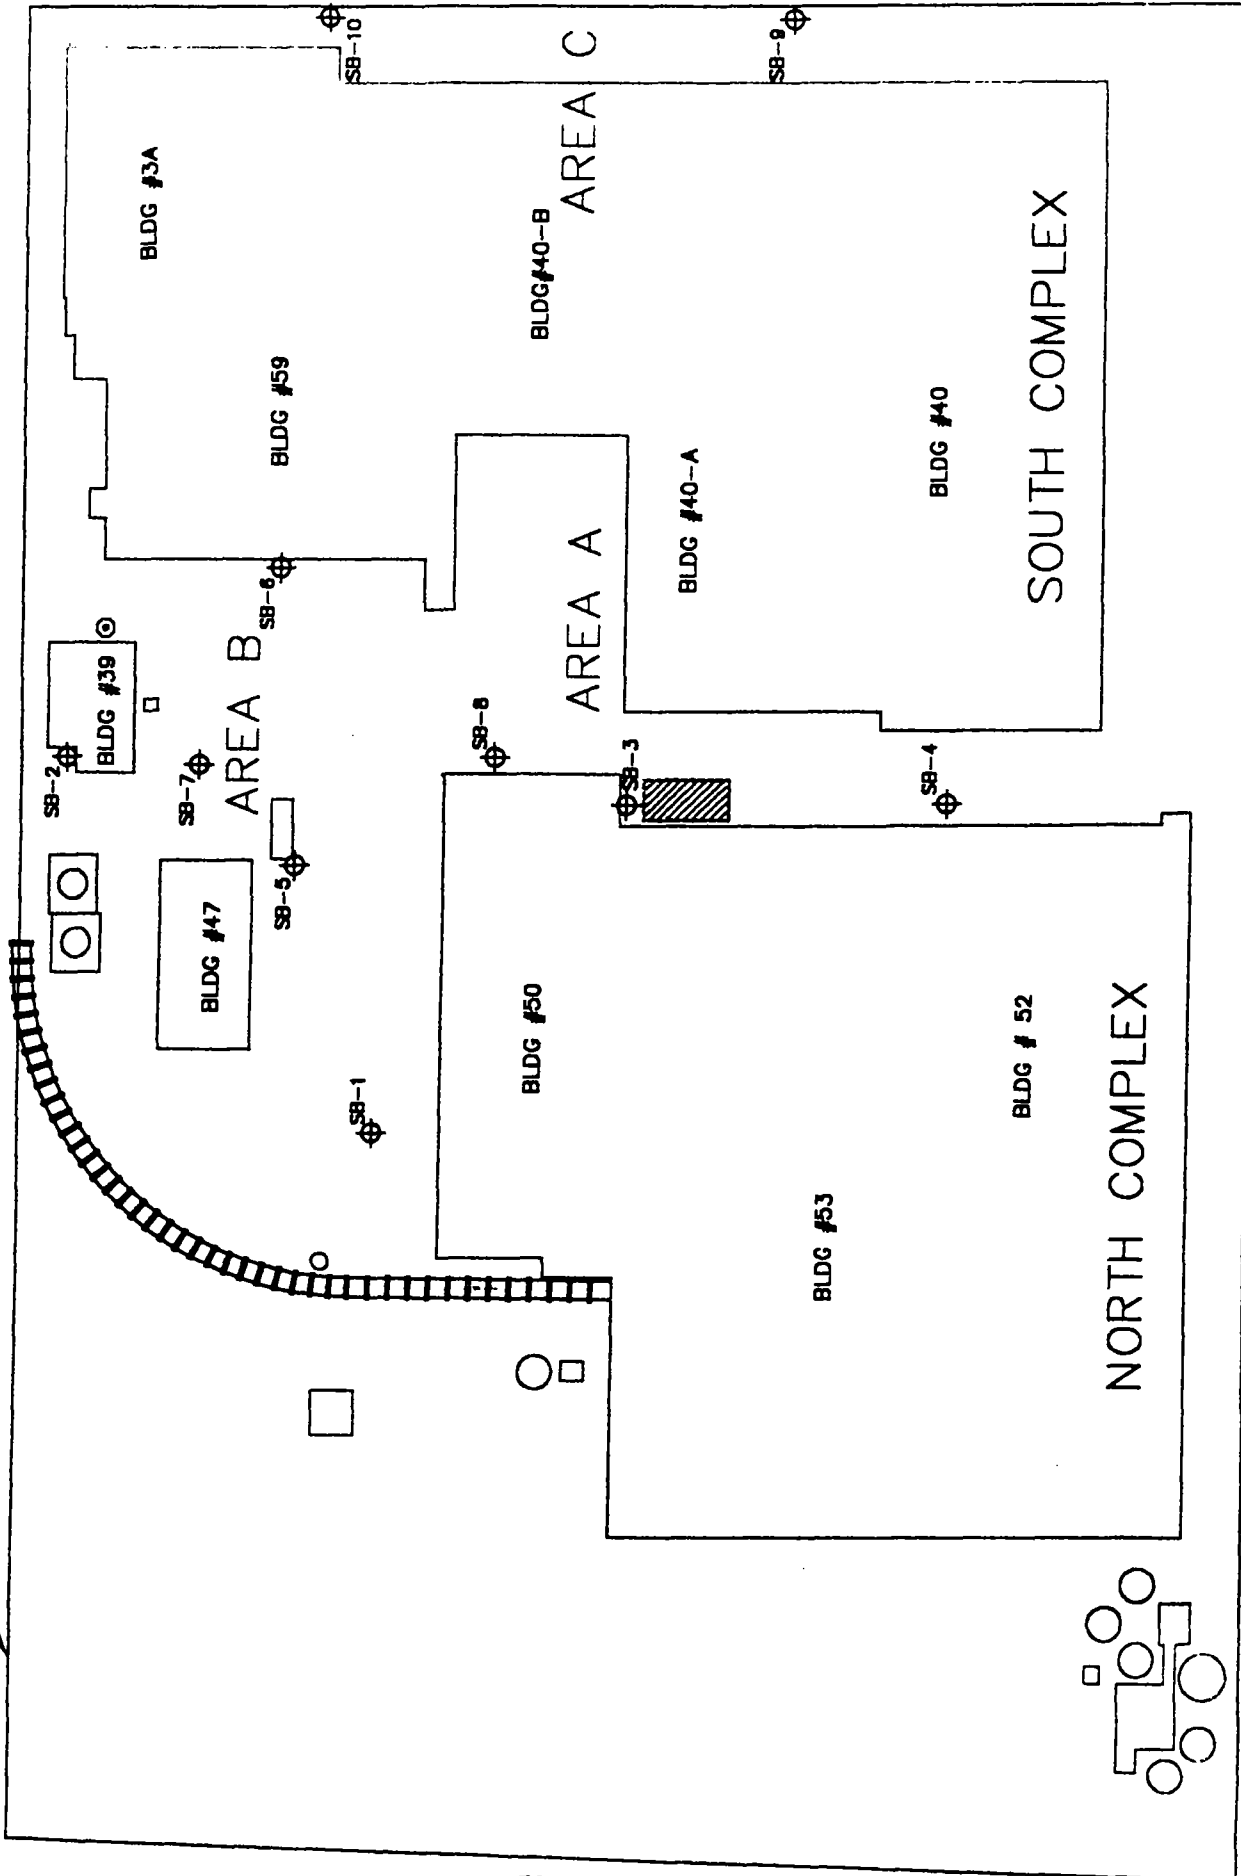 SB-10
SB-9
AREA C
BLDG #3A
BLDG#40-B
BLDG #59
BLDG #40-A
BLDG #40
SOUTH COMPLEX
SB-6
AREA A
AREA B
BLDG #39
SB-2
SB-7
SB-8
SB-3
SB-4
SB-5
BLDG #47
SB-1
BLDG #50
BLDG # 52
BLDG #53
NORTH COMPLEX